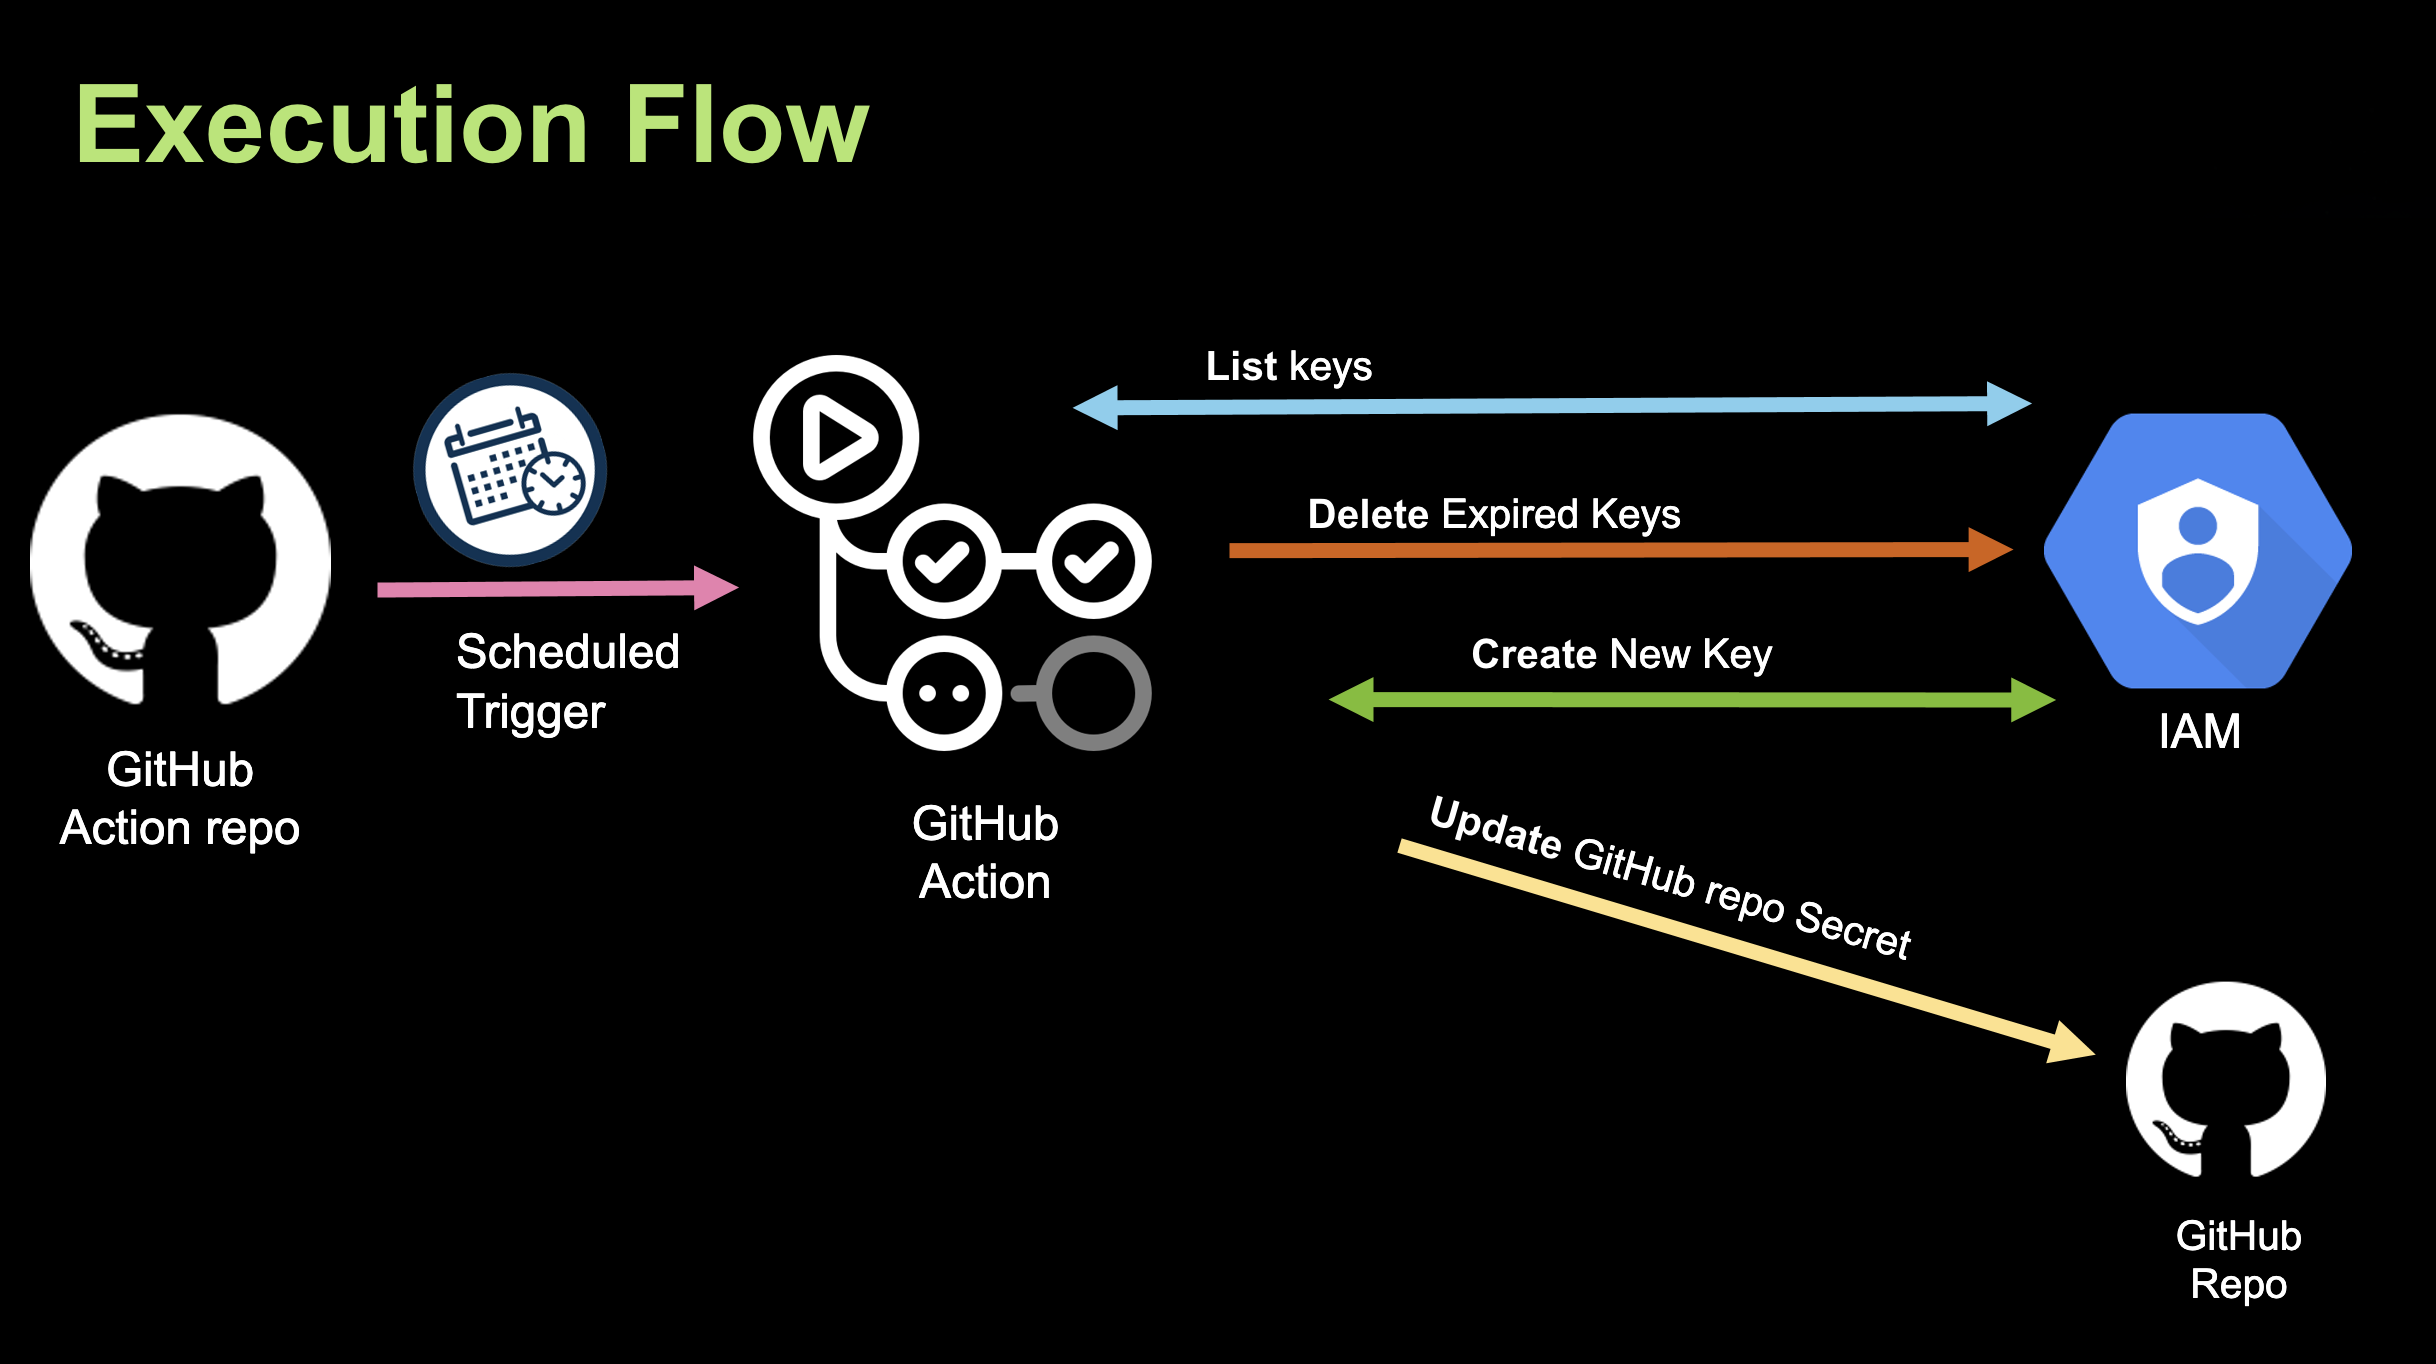 Execution Flow
List keys
Delete Expired Keys
Scheduled
Trigger
Create New Key
IAM
GitHub
Action repo
GitHub
Action
Update GitHub repo Secret
GitHub
Repo